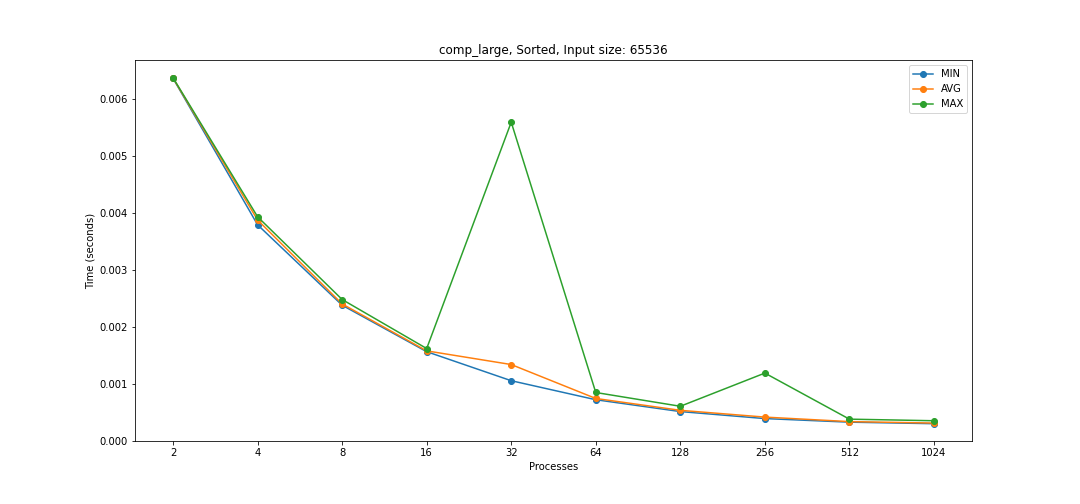 comp_large, Sorted, Input size: 65536
MIN
AVG
MAX
Time (seconds)
0.006
0.005
0.004
0.003
0.002
0.001
0.000
2 4 8 16 32 64 128 256 512 1024
Processes